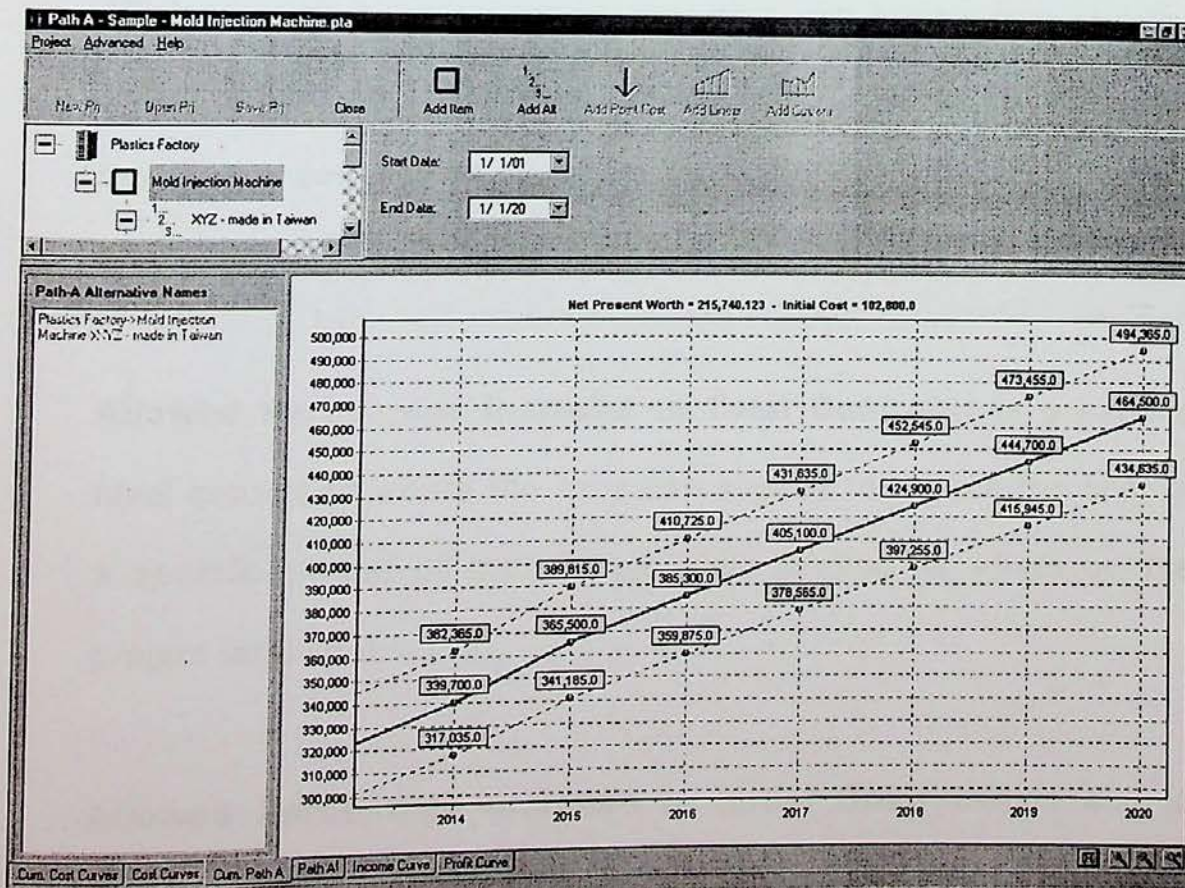 Path A - Sample - Mold Injection Machine.pta
Project Advanced Help
New Prj Open Prj Save Prj Close Add Item Add Alt Add Point Cost Add Linear
Plastics Factory
Mold Injection Machine
XYZ - made in Taiwan
Start Date: 1/ 1/01
End Date: 1/ 1/20
Path-A Alternative Names
Plastics Factory->Mold Injection
Machine XYZ - made in Taiwan
Net Present Worth = 215,740.123 - Initial Cost = 102,800.0
500,000
490,000
480,000
470,000
460,000
450,000
440,000
430,000
420,000
410,000
400,000
390,000
380,000
370,000
360,000
350,000
340,000
330,000
320,000
310,000
300,000
362,365.0 389,815.0 410,725.0 431,635.0 452,545.0 473,455.0 494,365.0
339,700.0 365,500.0 385,300.0 405,100.0 424,900.0 444,700.0 464,500.0
317,035.0 341,185.0 359,875.0 378,565.0 397,255.0 415,945.0 434,635.0
2014 2015 2016 2017 2018 2019 2020
Cum. Cost Curves Cost Curves Cum. Path A Path A! Income Curve Profit Curve